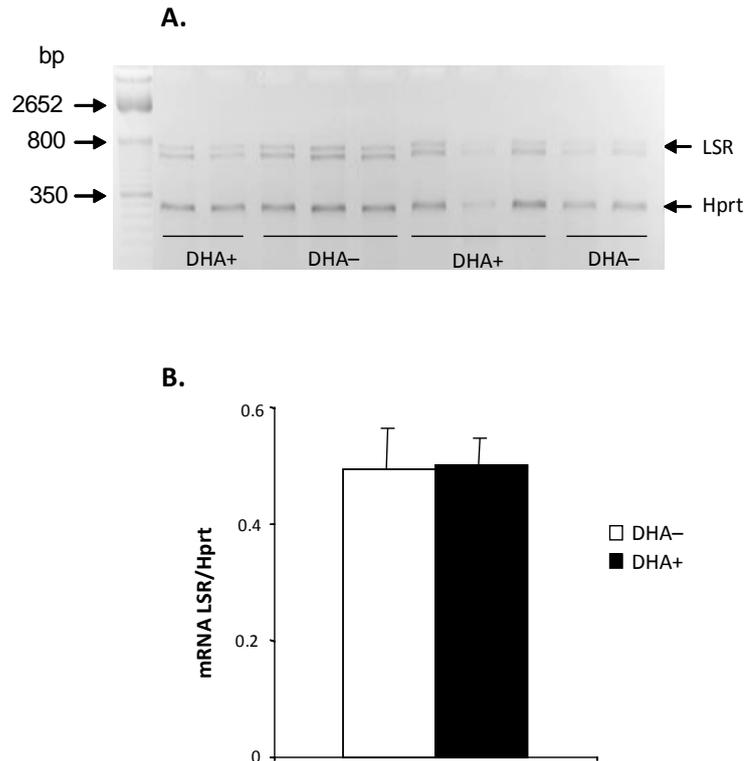 A.
bp
2652
800
350
LSR
Hprt
DHA+ DHA– DHA+ DHA–
B.
mRNA LSR/Hprt
0.6
0.4
0.2
0
DHA–
DHA+